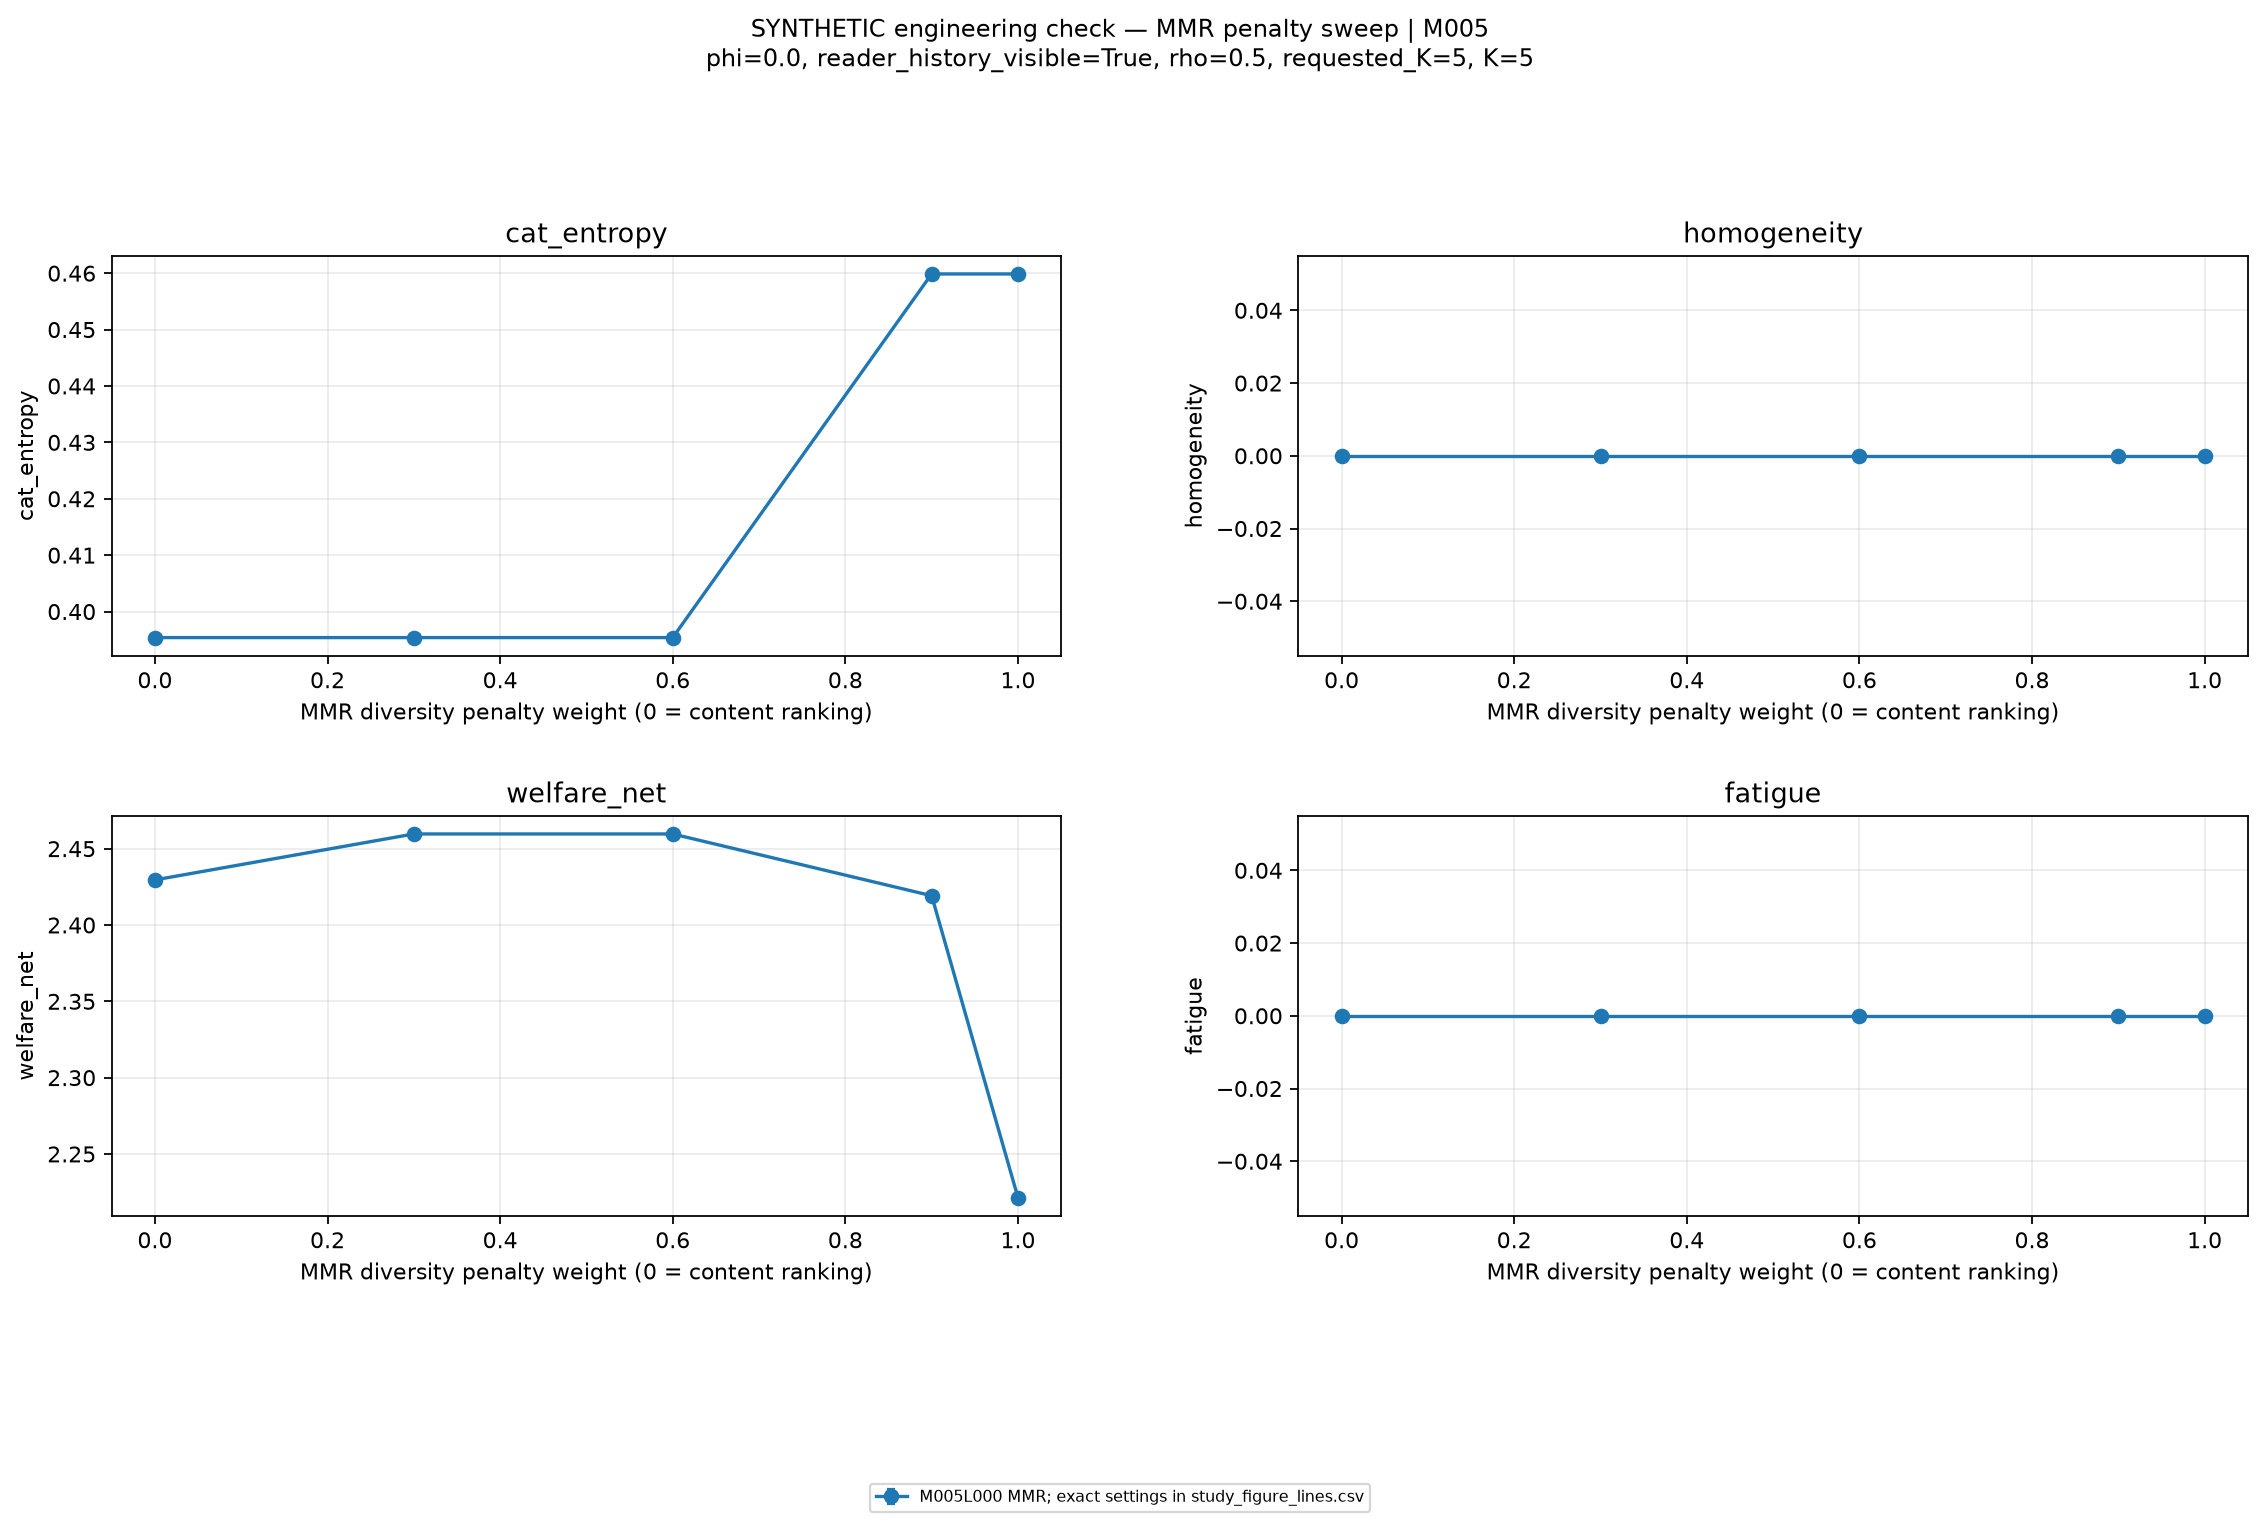 SYNTHETIC engineering check — MMR penalty sweep | M005
phi=0.0, reader_history_visible=True, rho=0.5, requested_K=5, K=5
cat_entropy
cat_entropy
0.46
0.45
0.44
0.43
0.42
0.41
0.40
0.0 0.2 0.4 0.6 0.8 1.0
MMR diversity penalty weight (0 = content ranking)
homogeneity
homogeneity
0.04
0.02
0.00
−0.02
−0.04
0.0 0.2 0.4 0.6 0.8 1.0
MMR diversity penalty weight (0 = content ranking)
welfare_net
welfare_net
2.45
2.40
2.35
2.30
2.25
0.0 0.2 0.4 0.6 0.8 1.0
MMR diversity penalty weight (0 = content ranking)
fatigue
fatigue
0.04
0.02
0.00
−0.02
−0.04
0.0 0.2 0.4 0.6 0.8 1.0
MMR diversity penalty weight (0 = content ranking)
M005L000 MMR; exact settings in study_figure_lines.csv